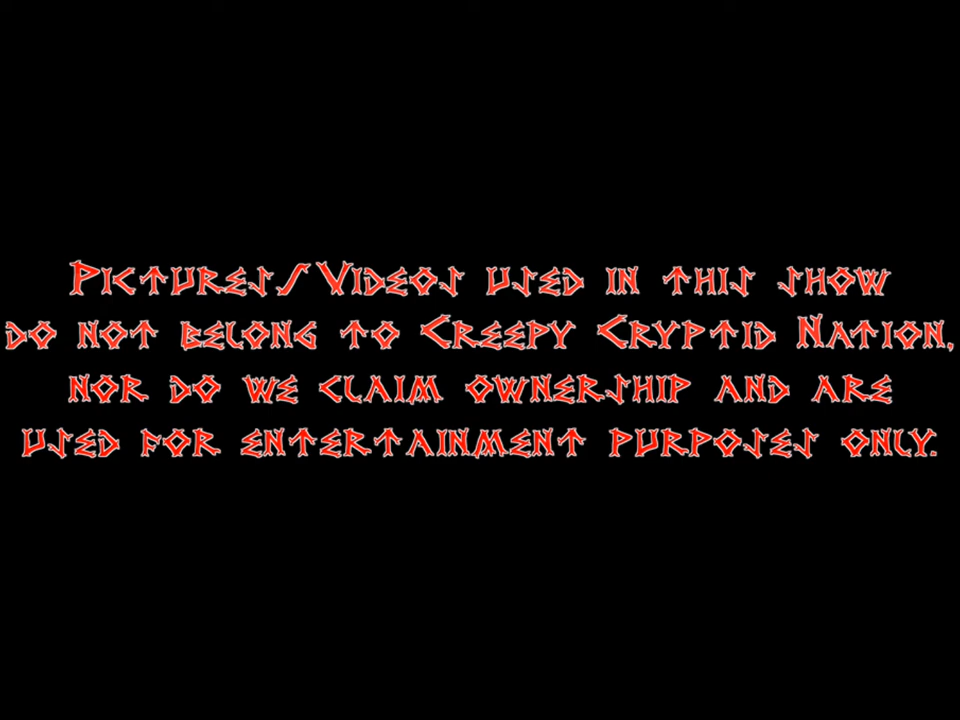 Pictures/Videos used in this show
do not belong to Creepy Cryptid Nation,
nor do we claim ownership and are
used for entertainment purposes only.